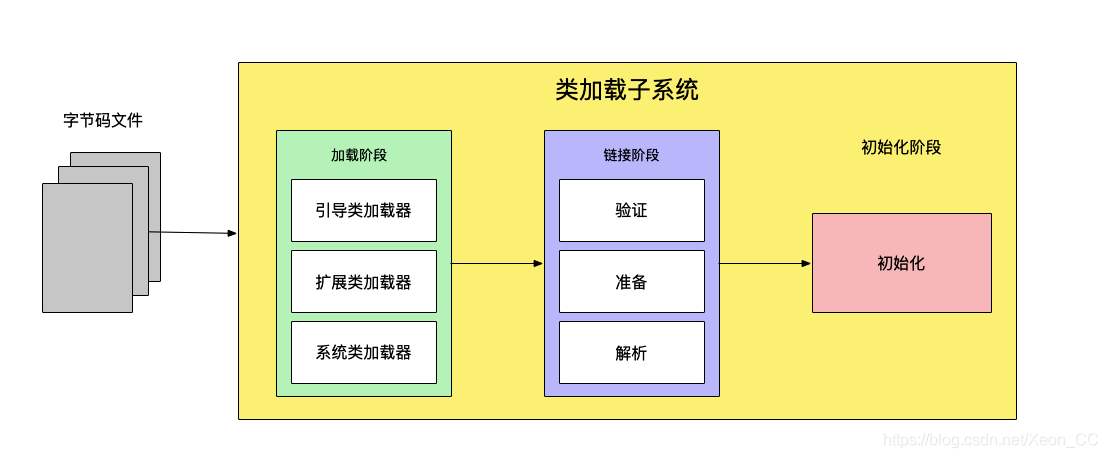 类加载子系统
字节码文件
加载阶段
引导类加载器
扩展类加载器
系统类加载器
链接阶段
验证
准备
解析
初始化阶段
初始化
https://blog.csdn.net/Xeon_CC